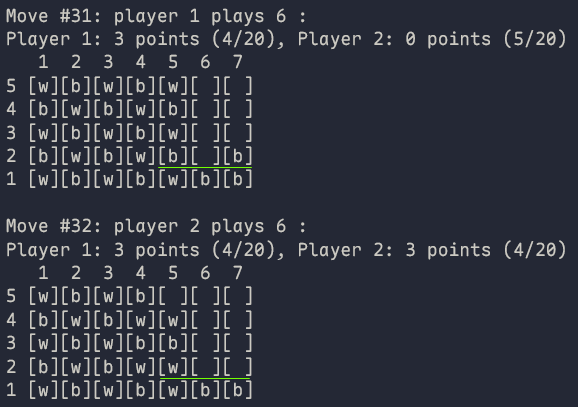 Move #31: player 1 plays 6 :
Player 1: 3 points (4/20), Player 2: 0 points (5/20)
   1  2  3  4  5  6  7
5 [w][b][w][b][w][ ][ ]
4 [b][w][b][w][b][ ][ ]
3 [w][b][w][b][w][ ][ ]
2 [b][w][b][w][b][ ][b]
1 [w][b][w][b][w][b][b]

Move #32: player 2 plays 6 :
Player 1: 3 points (4/20), Player 2: 3 points (4/20)
   1  2  3  4  5  6  7
5 [w][b][w][b][ ][ ][ ]
4 [b][w][b][w][w][ ][ ]
3 [w][b][w][b][b][ ][ ]
2 [b][w][b][w][w][ ][ ]
1 [w][b][w][b][w][b][b]